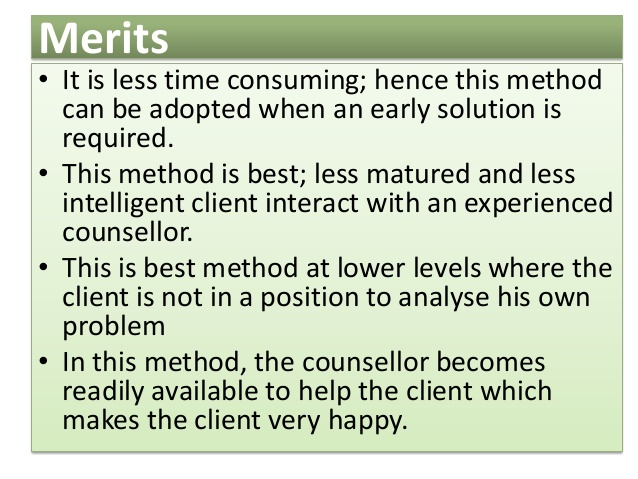 Merits
• It is less time consuming; hence this method
can be adopted when an early solution is
required.
• This method is best; less matured and less
intelligent client interact with an experienced
counsellor.
• This is best method at lower levels where the
client is not in a position to analyse his own
problem
• In this method, the counsellor becomes
readily available to help the client which
makes the client very happy.